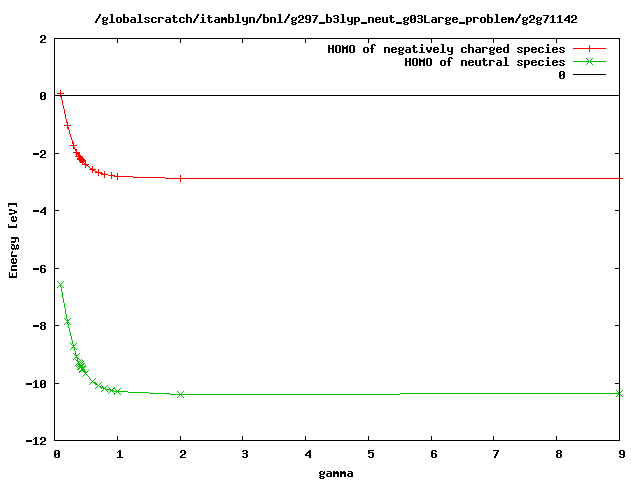 /globalscratch/itamblyn/bnl/g297_b3lyp_neut_g03Large_problem/g2g71142
HOMO of negatively charged species
HOMO of neutral species
0
2
0
-2
-4
-6
-8
-10
-12
Energy [eV]
0 1 2 3 4 5 6 7 8 9
gamma